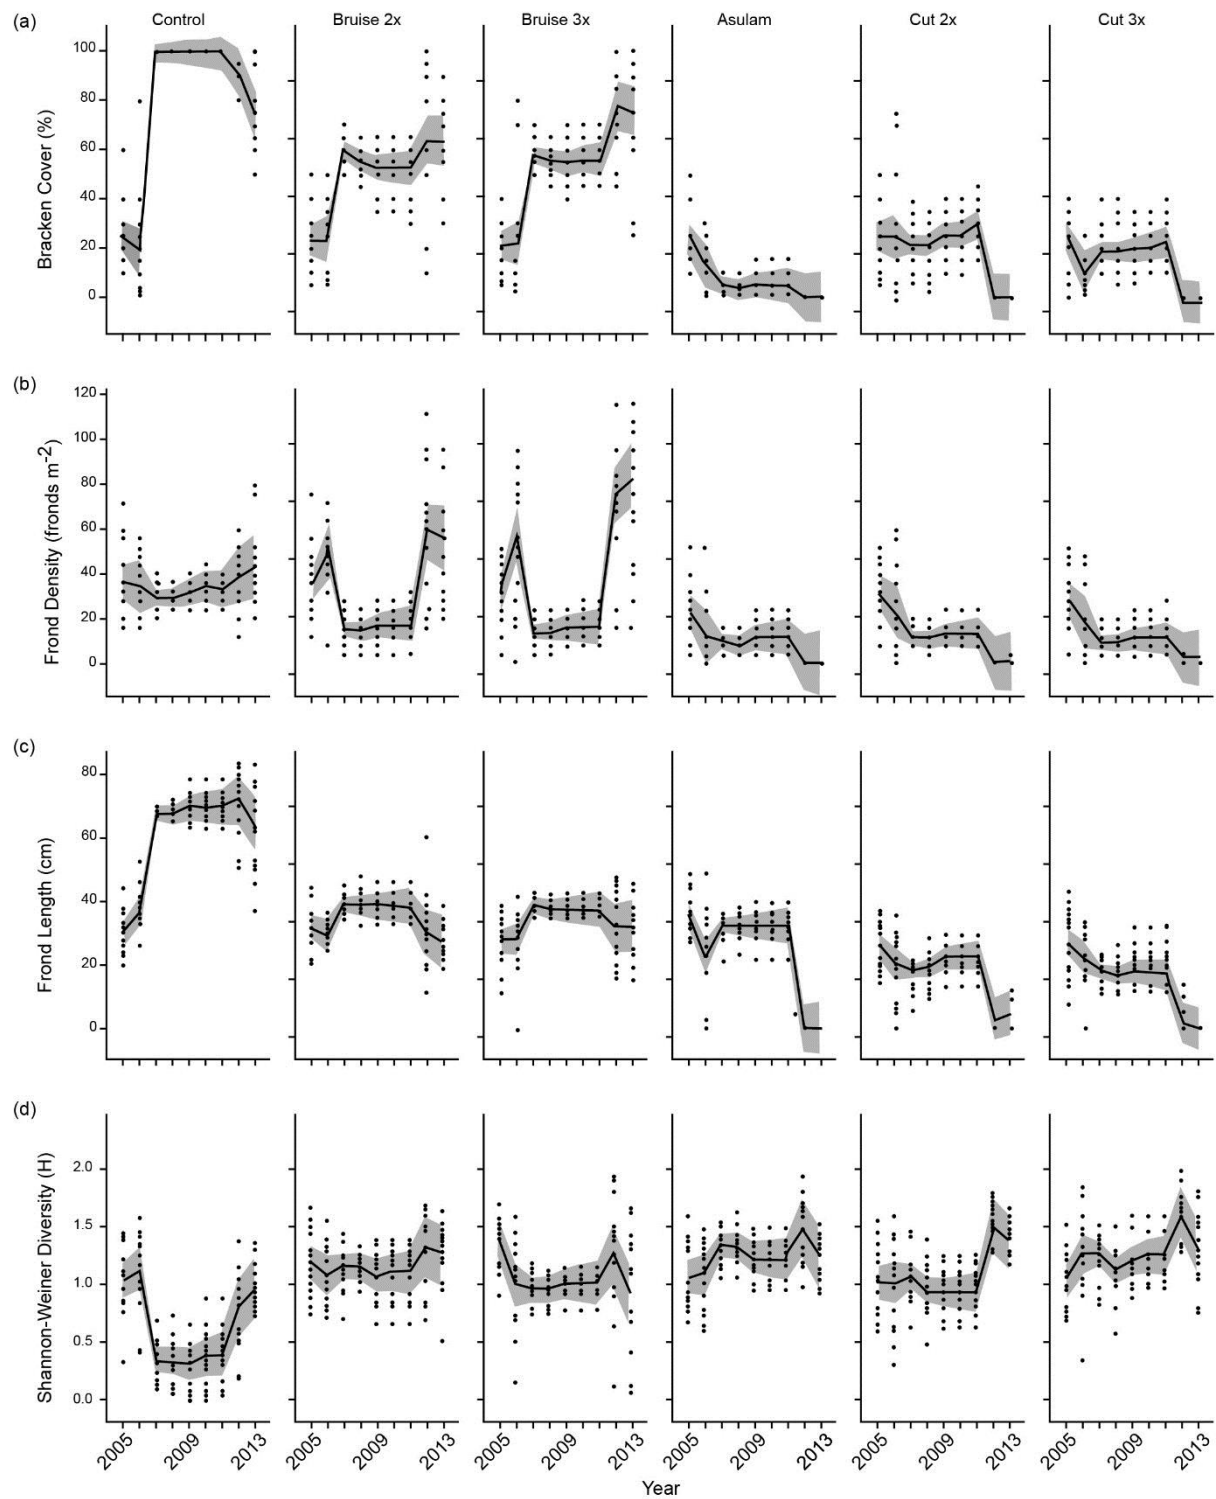 (a)
Control Bruise 2x Bruise 3x Asulam Cut 2x Cut 3x
Bracken Cover (%)
100
80
60
40
20
0
(b)
Frond Density (fronds m-2)
120
100
80
60
40
20
0
(c)
Frond Length (cm)
80
60
40
20
0
(d)
Shannon-Weiner Diversity (H)
2.0
1.5
1.0
0.5
0.0
2005 2009 2013 2005 2009 2013 2005 2009 2013 2005 2009 2013 2005 2009 2013 2005 2009 2013
Year